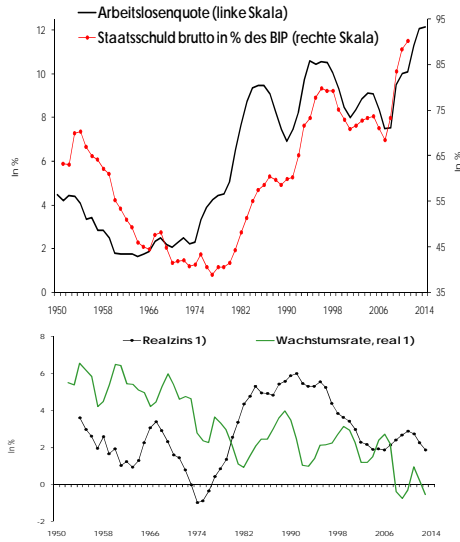 Arbeitslosenquote (linke Skala)
Staatsschuld brutto in % des BIP (rechte Skala)
12
10
8
6
4
2
0
In %
95
85
75
65
55
45
35
In %
1950 1958 1966 1974 1982 1990 1998 2006 2014
Realzins 1)
Wachstumsrate, real 1)
8
6
4
2
0
-2
In %
1950 1958 1966 1974 1982 1990 1998 2006 2014